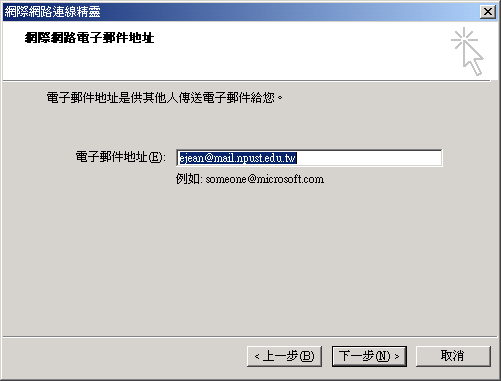 網際網路連線精靈
網際網路電子郵件地址
電子郵件地址是供其他人傳送電子郵件給您。
電子郵件地址(E): ejean@mail.npust.edu.tw
例如: someone@microsoft.com
< 上一步(B) 下一步(N) > 取消